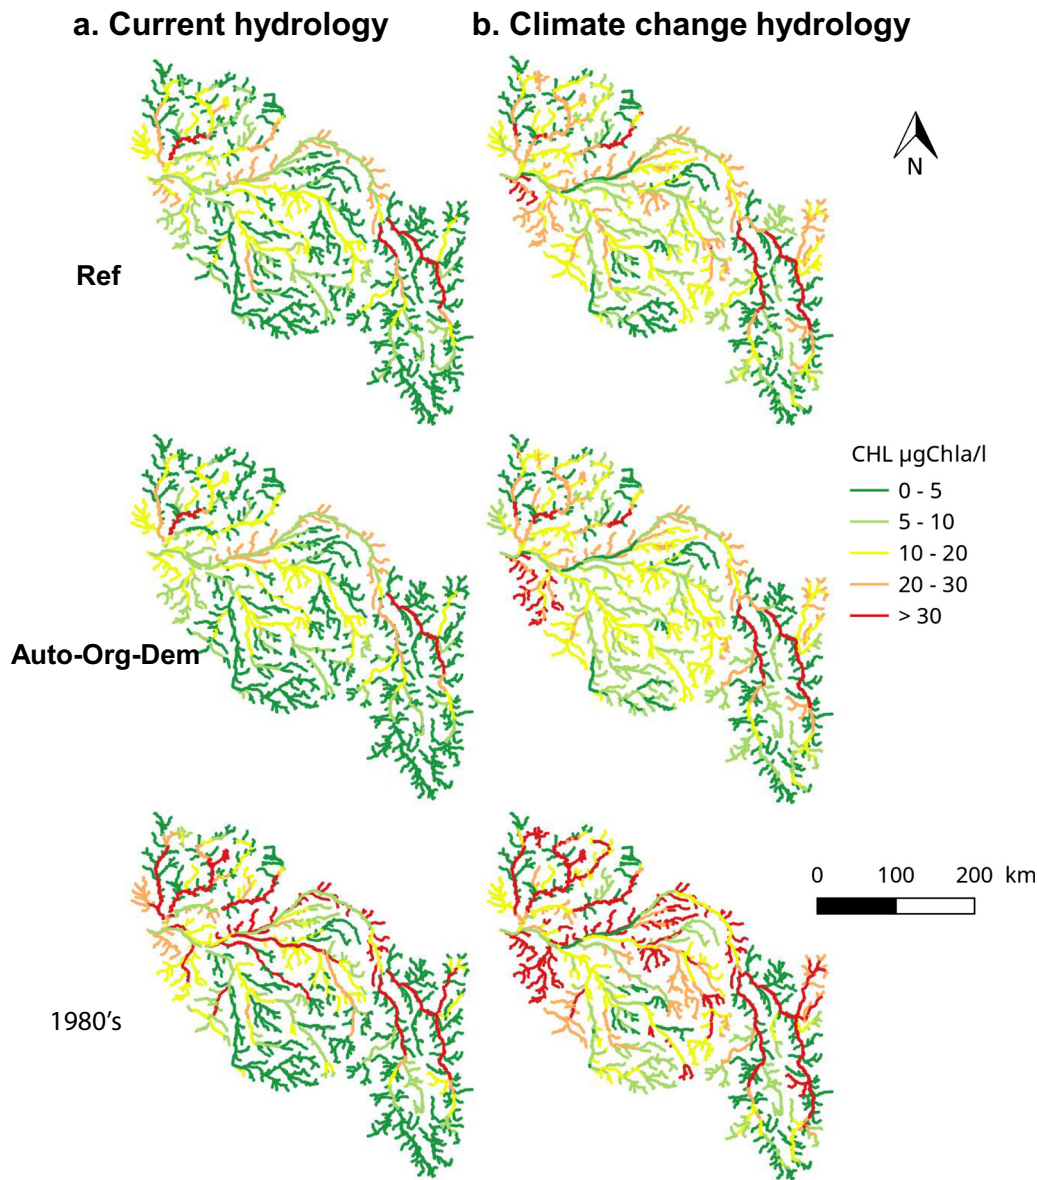 a. Current hydrology
b. Climate change hydrology
N
Ref
CHL µgChla/l
0 - 5
5 - 10
10 - 20
20 - 30
> 30
Auto-Org-Dem
0 100 200 km
1980's